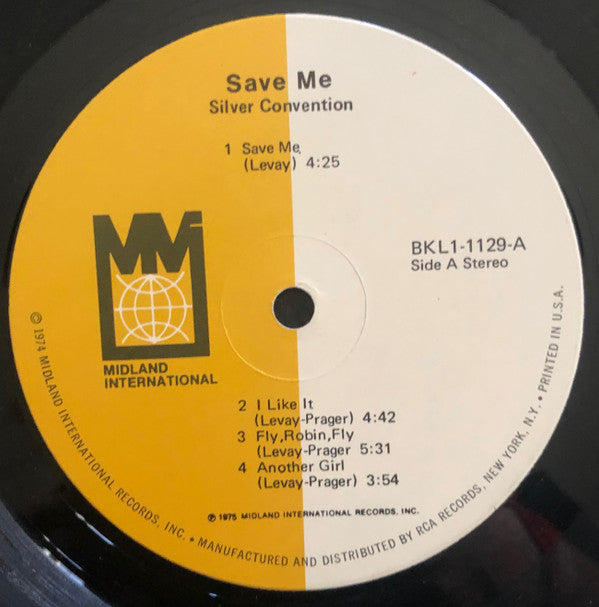 Save Me
Silver Convention
1 Save Me
(Levay) 4:25
MM
MIDLAND
INTERNATIONAL
BKL1-1129-A
Side A Stereo
2 I Like It
(Levay-Prager) 4:42
3 Fly,Robin,Fly
(Levay-Prager 5:31
4 Another Girl
(Levay-Prager) 3:54
℗ 1975 MIDLAND INTERNATIONAL RECORDS, INC.
© 1974 MIDLAND INTERNATIONAL RECORDS, INC. • MANUFACTURED AND DISTRIBUTED BY RCA RECORDS, NEW YORK, N.Y. • PRINTED IN U.S.A.